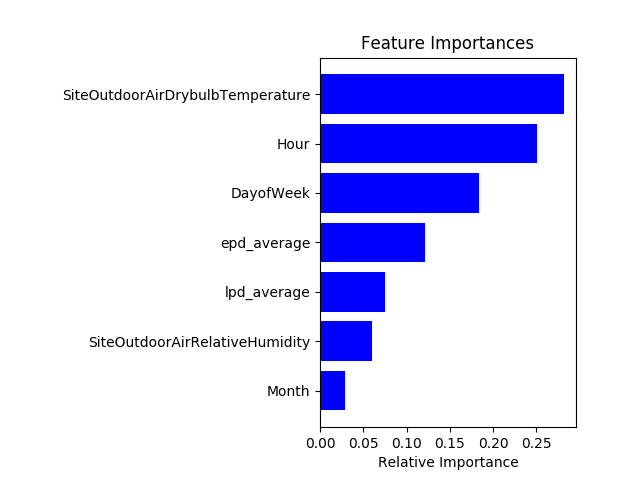 Feature Importances
SiteOutdoorAirDrybulbTemperature
Hour
DayofWeek
epd_average
lpd_average
SiteOutdoorAirRelativeHumidity
Month
0.00 0.05 0.10 0.15 0.20 0.25
Relative Importance